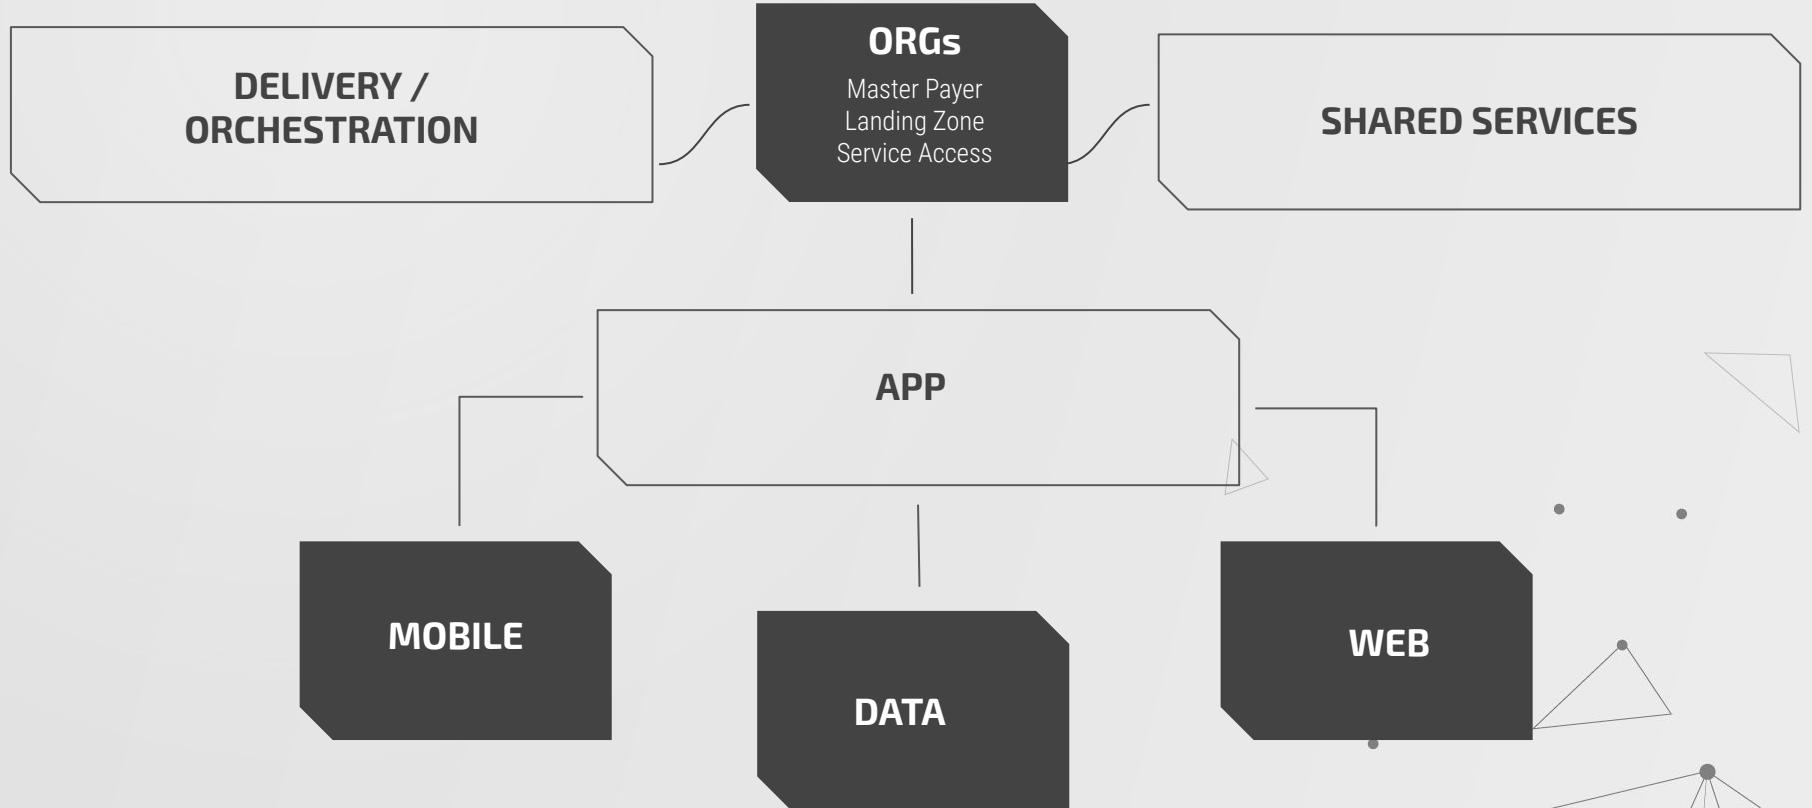 DELIVERY /
ORCHESTRATION
ORGs
Master Payer
Landing Zone
Service Access
SHARED SERVICES
APP
MOBILE
DATA
WEB